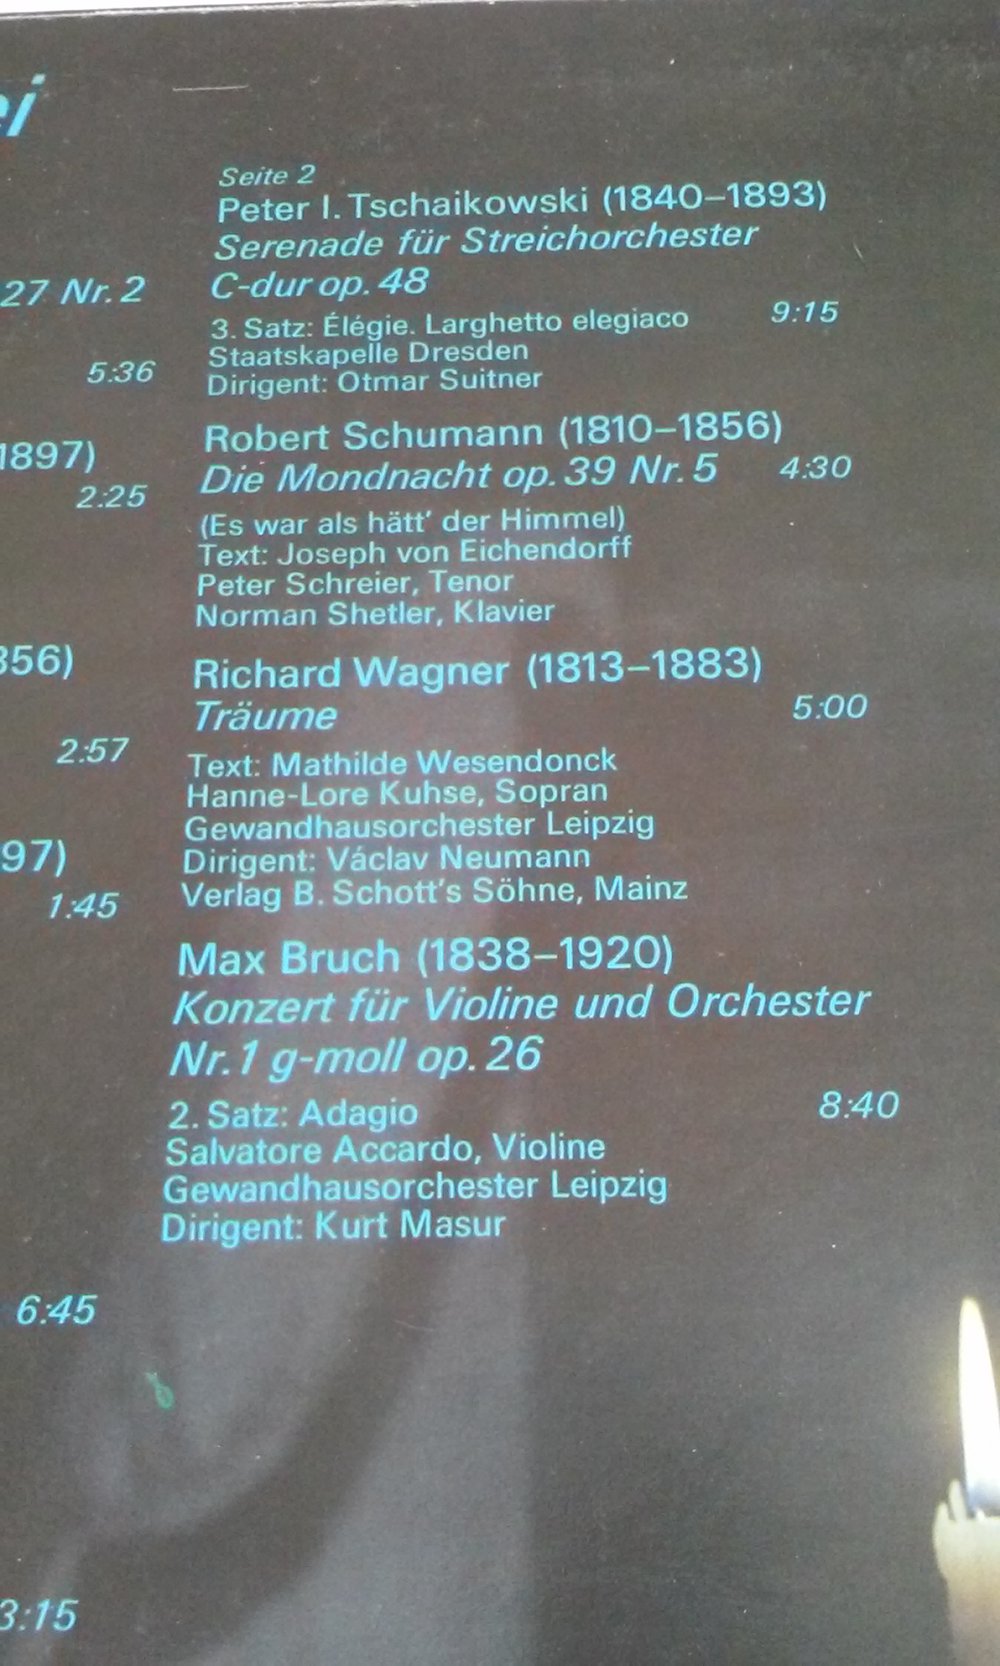 ei
27 Nr. 2
5:36
1897)
2:25
856)
2:57
97)
1:45
6:45
3:15
Seite 2
Peter I. Tschaikowski (1840–1893)
Serenade für Streichorchester
C-dur op. 48
3. Satz: Élégie. Larghetto elegiaco 9:15
Staatskapelle Dresden
Dirigent: Otmar Suitner
Robert Schumann (1810–1856)
Die Mondnacht op. 39 Nr. 5 4:30
(Es war als hätt' der Himmel)
Text: Joseph von Eichendorff
Peter Schreier, Tenor
Norman Shetler, Klavier
Richard Wagner (1813–1883)
Träume 5:00
Text: Mathilde Wesendonck
Hanne-Lore Kuhse, Sopran
Gewandhausorchester Leipzig
Dirigent: Václav Neumann
Verlag B. Schott's Söhne, Mainz
Max Bruch (1838–1920)
Konzert für Violine und Orchester
Nr. 1 g-moll op. 26
2. Satz: Adagio 8:40
Salvatore Accardo, Violine
Gewandhausorchester Leipzig
Dirigent: Kurt Masur